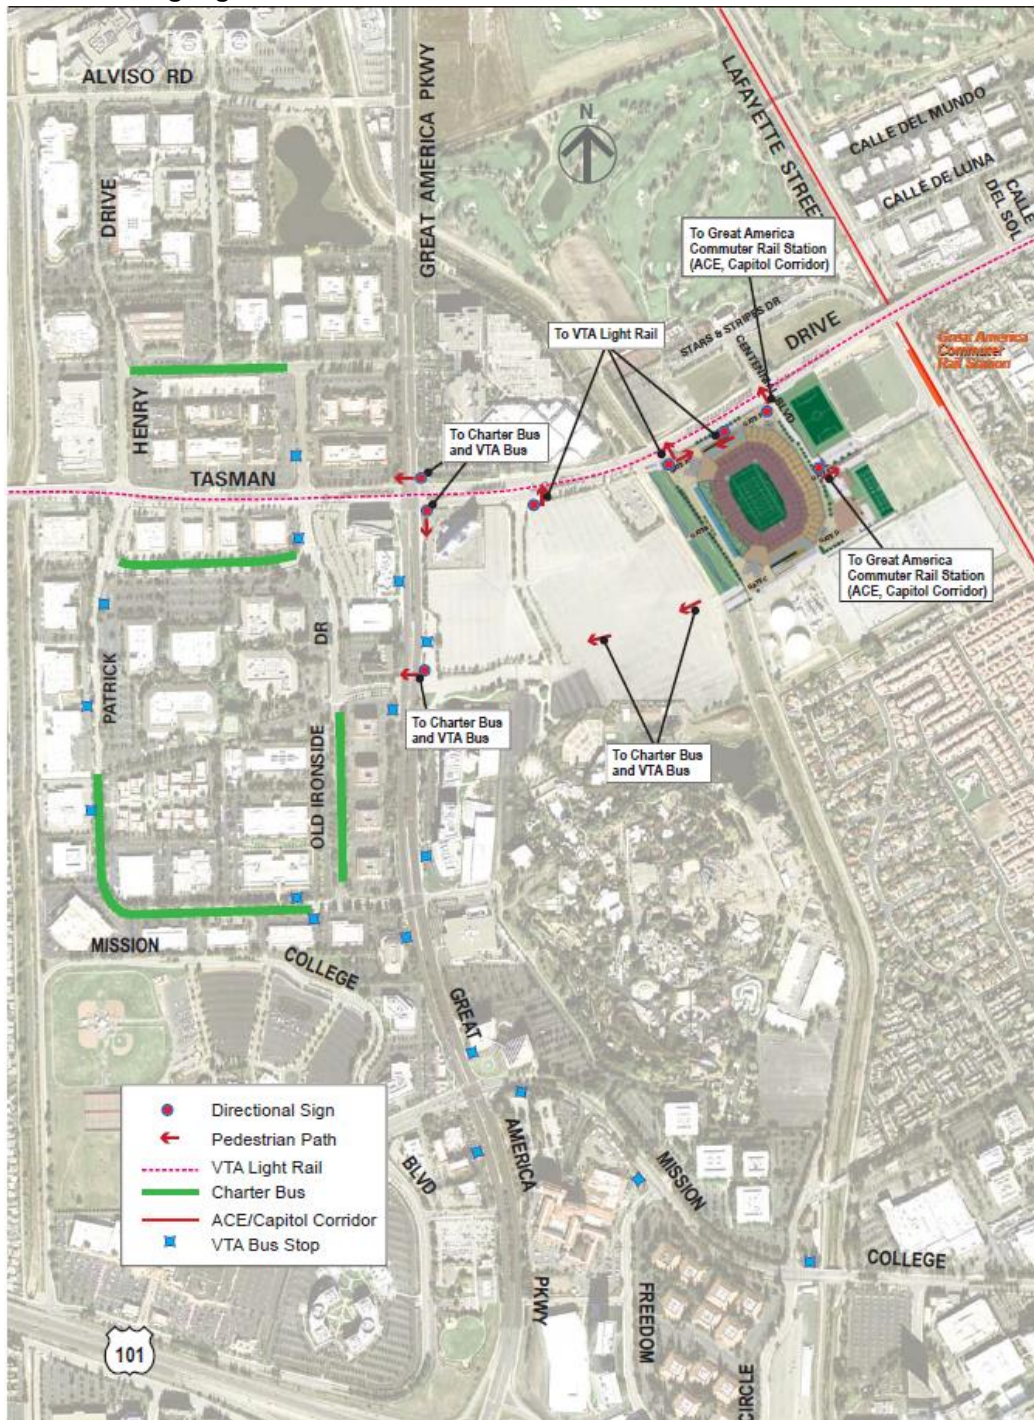 ALVISO RD
GREAT AMERICA PKWY
LAFAYETTE STREET
CALLE DEL MUNDO
CALLE DE LUNA
CALLE
DEL SOL
N
DRIVE
To Great America
Commuter Rail Station
(ACE, Capitol Corridor)
STARS & STRIPES DR
To VTA Light Rail
CENTENNIAL BLVD
DRIVE
Great America
Commuter
Rail Station
HENRY
To Charter Bus
and VTA Bus
TASMAN
To Great America
Commuter Rail Station
(ACE, Capitol Corridor)
DR
PATRICK
To Charter Bus
and VTA Bus
To Charter Bus
and VTA Bus
OLD IRONSIDE
MISSION
COLLEGE
GREAT
Directional Sign
Pedestrian Path
VTA Light Rail
Charter Bus
ACE/Capitol Corridor
VTA Bus Stop
BLVD
AMERICA
MISSION
COLLEGE
PKWY
FREEDOM
101
CIRCLE